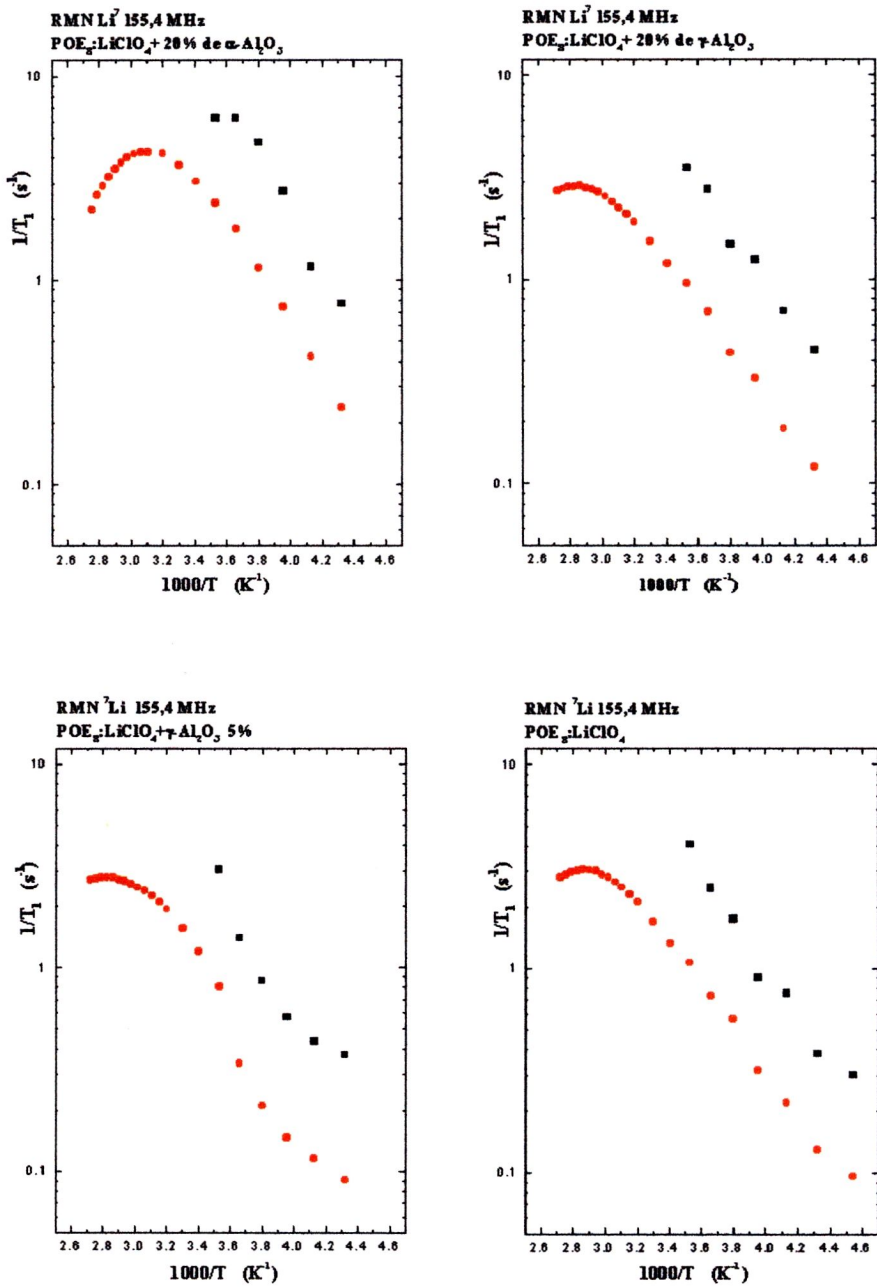 RMN Li⁷ 155,4 MHz
POE₈:LiClO₄+ 20% de α-Al₂O₃
10
1
0.1
1/T₁ (s⁻¹)
2.6 2.8 3.0 3.2 3.4 3.6 3.8 4.0 4.2 4.4 4.6
1000/T (K⁻¹)
RMN Li⁷ 155,4 MHz
POE₈:LiClO₄+ 20% de γ-Al₂O₃
10
1
0.1
1/T₁ (s⁻¹)
2.6 2.8 3.0 3.2 3.4 3.6 3.8 4.0 4.2 4.4 4.6
1000/T (K⁻¹)
RMN ⁷Li 155,4 MHz
POE₈:LiClO₄+γ-Al₂O₃ 5%
10
1
0.1
1/T₁ (s⁻¹)
2.6 2.8 3.0 3.2 3.4 3.6 3.8 4.0 4.2 4.4 4.6
1000/T (K⁻¹)
RMN ⁷Li 155,4 MHz
POE₈:LiClO₄
10
1
0.1
1/T₁ (s⁻¹)
2.6 2.8 3.0 3.2 3.4 3.6 3.8 4.0 4.2 4.4 4.6
1000/T (K⁻¹)